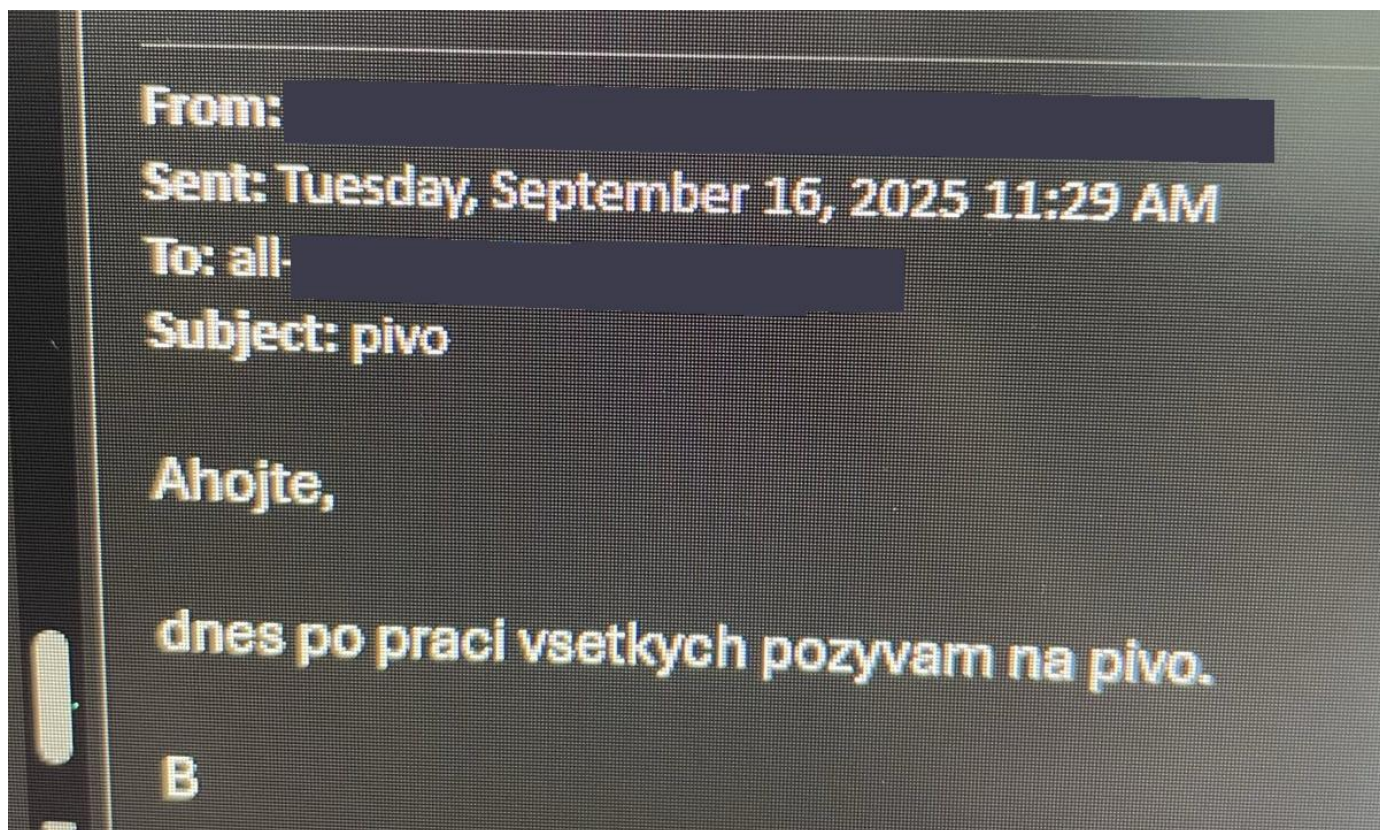 From:
Sent: Tuesday, September 16, 2025 11:29 AM
To: all-
Subject: pivo
Ahojte,
dnes po praci vsetkych pozyvam na pivo.
B